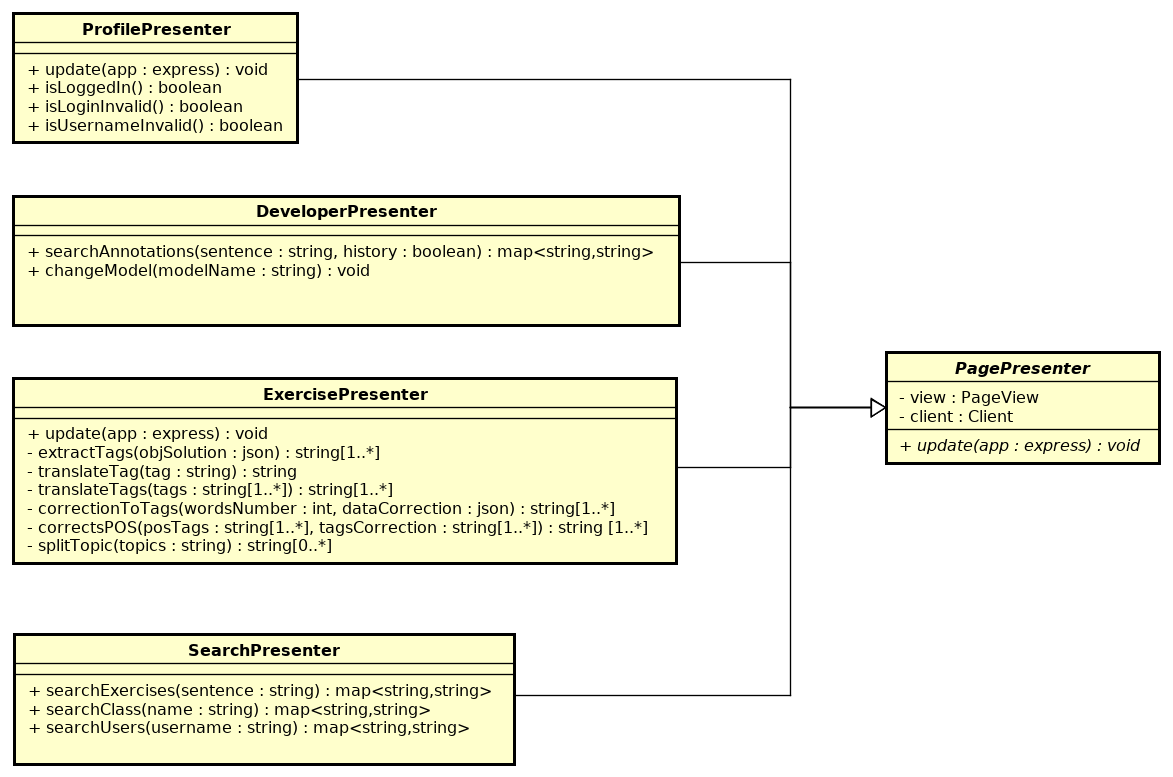 ProfilePresenter
+ update(app : express) : void
+ isLoggedIn() : boolean
+ isLoginInvalid() : boolean
+ isUsernameInvalid() : boolean
DeveloperPresenter
+ searchAnnotations(sentence : string, history : boolean) : map<string,string>
+ changeModel(modelName : string) : void
ExercisePresenter
+ update(app : express) : void
- extractTags(objSolution : json) : string[1..*]
- translateTag(tag : string) : string
- translateTags(tags : string[1..*]) : string[1..*]
- correctionToTags(wordsNumber : int, dataCorrection : json) : string[1..*]
- correctsPOS(posTags : string[1..*], tagsCorrection : string[1..*]) : string [1..*]
- splitTopic(topics : string) : string[0..*]
SearchPresenter
+ searchExercises(sentence : string) : map<string,string>
+ searchClass(name : string) : map<string,string>
+ searchUsers(username : string) : map<string,string>
PagePresenter
- view : PageView
- client : Client
+ update(app : express) : void